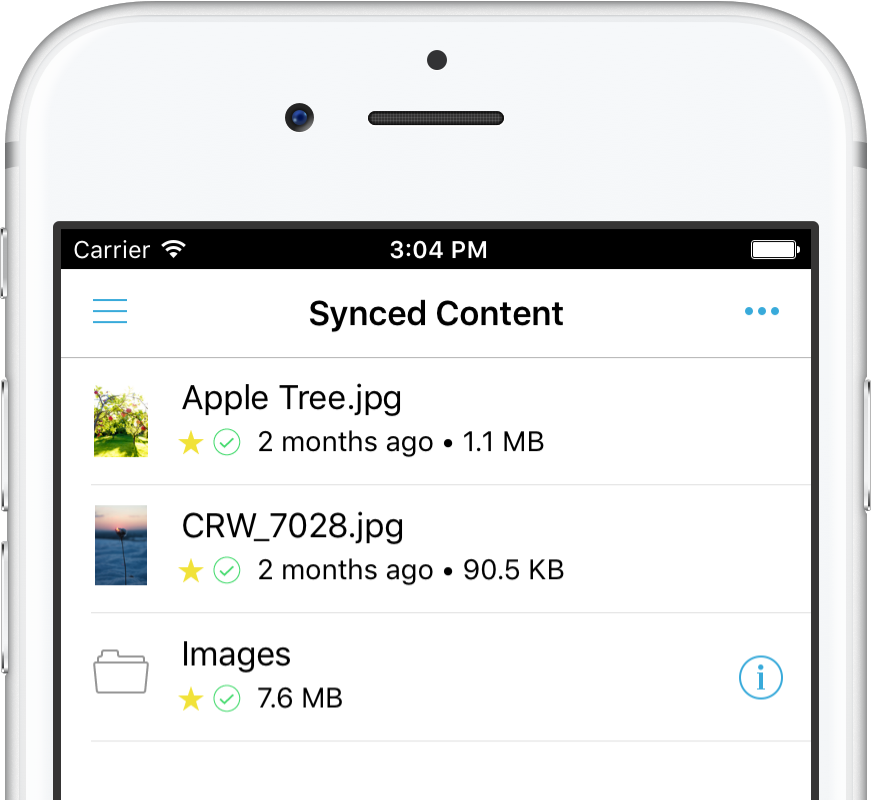 Carrier 3:04 PM
Synced Content
Apple Tree.jpg
2 months ago • 1.1 MB
CRW_7028.jpg
2 months ago • 90.5 KB
Images
7.6 MB